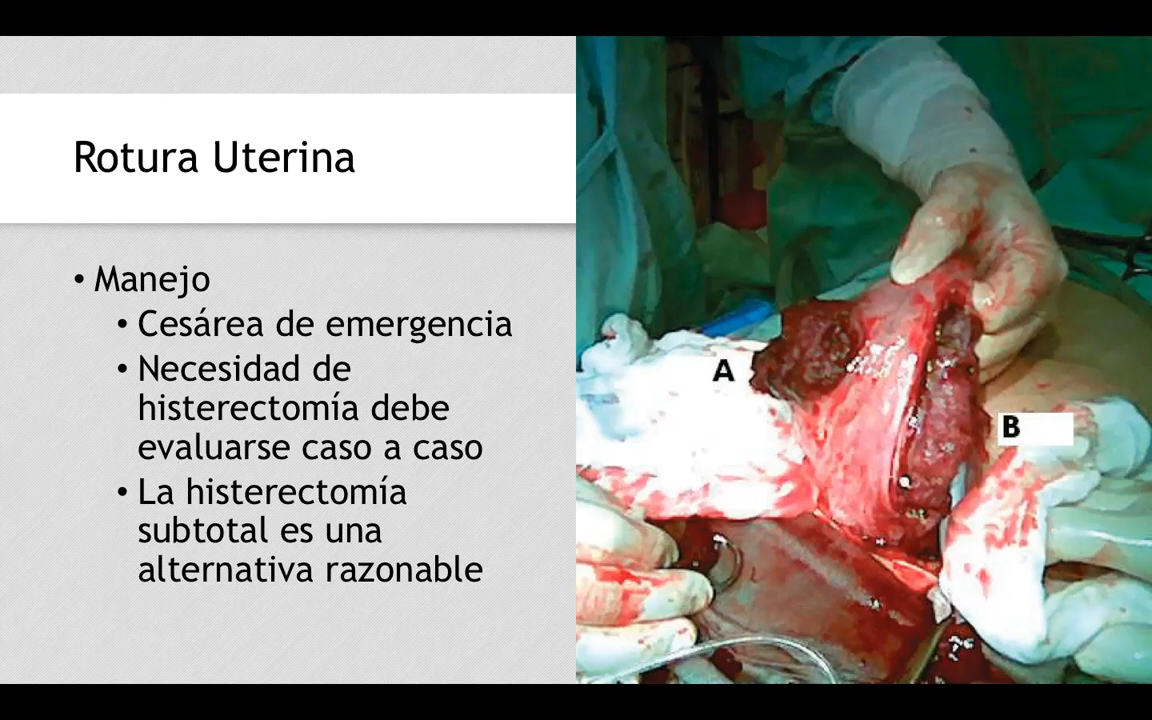 Rotura Uterina
• Manejo
• Cesárea de emergencia
• Necesidad de
histerectomía debe
evaluarse caso a caso
• La histerectomía
subtotal es una
alternativa razonable
A
B